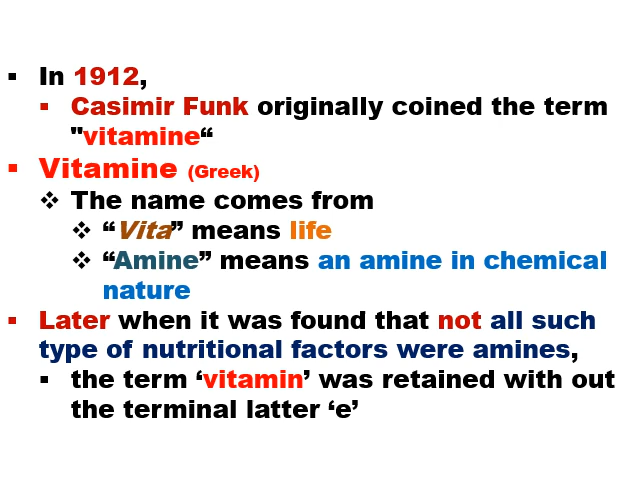 In 1912,
Casimir Funk originally coined the term
"vitamine“
Vitamine (Greek)
The name comes from
“Vita” means life
“Amine” means an amine in chemical
nature
Later when it was found that not all such
type of nutritional factors were amines,
the term ‘vitamin’ was retained with out
the terminal latter ‘e’